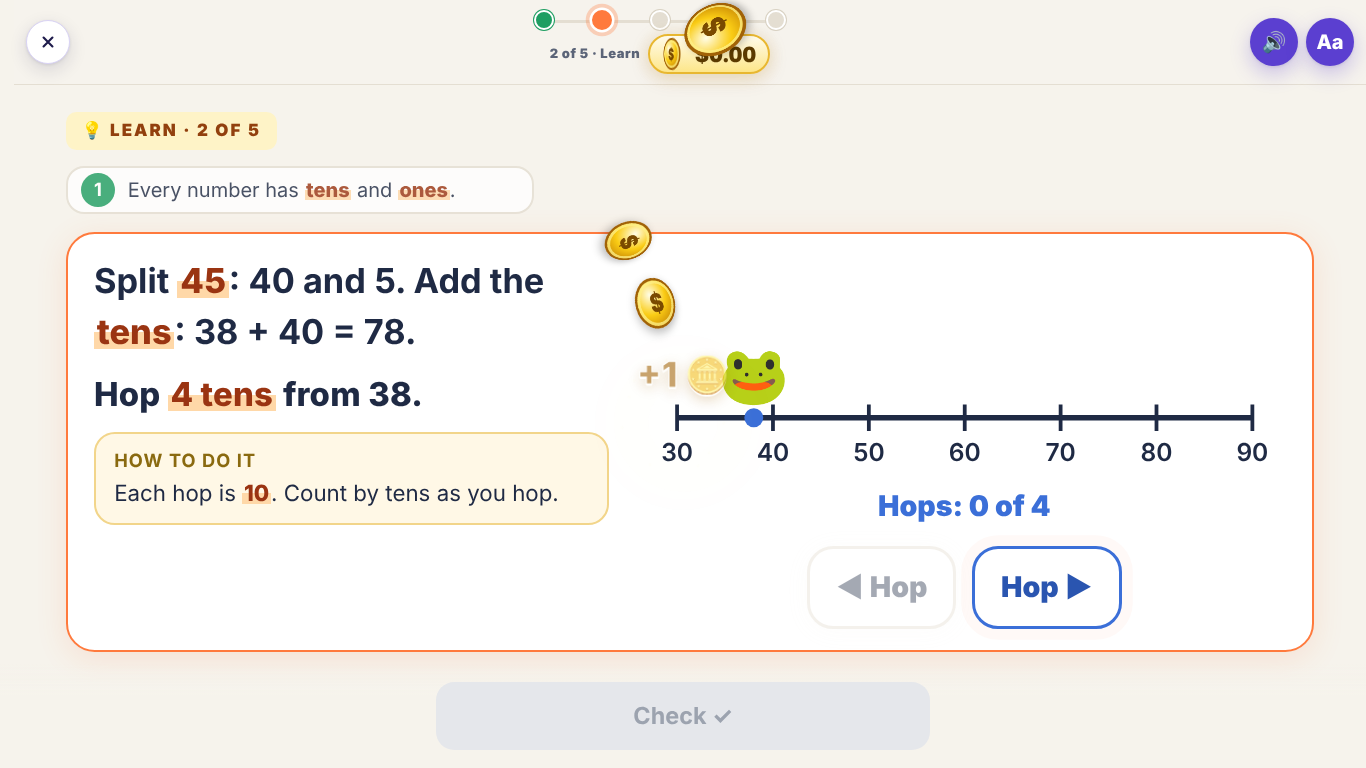 ✕
2 of 5 · Learn
$0.00
Aa
💡 LEARN · 2 OF 5
1 Every number has tens and ones.
Split 45: 40 and 5. Add the
tens: 38 + 40 = 78.
Hop 4 tens from 38.
HOW TO DO IT
Each hop is 10. Count by tens as you hop.
+1
30 40 50 60 70 80 90
Hops: 0 of 4
◀ Hop
Hop ▶
Check ✓